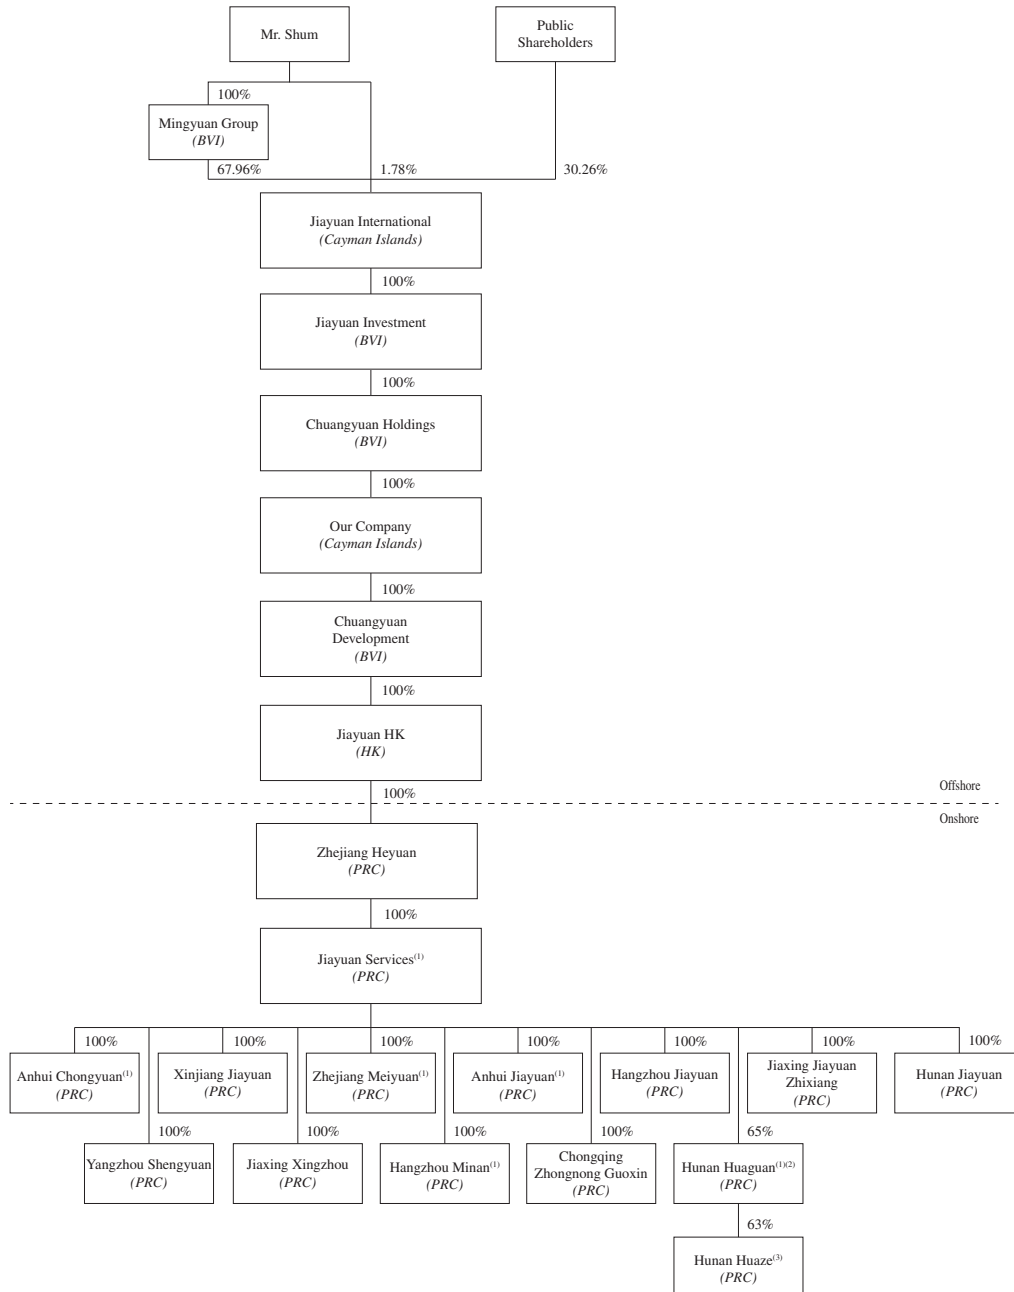 Mr. Shum
Public
Shareholders
100%
Mingyuan Group
(BVI)
67.96%
1.78%
30.26%
Jiayuan International
(Cayman Islands)
100%
Jiayuan Investment
(BVI)
100%
Chuangyuan Holdings
(BVI)
100%
Our Company
(Cayman Islands)
100%
Chuangyuan
Development
(BVI)
100%
Jiayuan HK
(HK)
100%
Offshore
Onshore
Zhejiang Heyuan
(PRC)
100%
Jiayuan Services(1)
(PRC)
100%
100%
100%
100%
100%
100%
100%
Anhui Chongyuan(1)
(PRC)
Xinjiang Jiayuan
(PRC)
Zhejiang Meiyuan(1)
(PRC)
Anhui Jiayuan(1)
(PRC)
Hangzhou Jiayuan
(PRC)
Jiaxing Jiayuan
Zhixiang
(PRC)
Hunan Jiayuan
(PRC)
100%
100%
100%
100%
65%
Yangzhou Shengyuan
(PRC)
Jiaxing Xingzhou
(PRC)
Hangzhou Minan(1)
(PRC)
Chongqing
Zhongnong Guoxin
(PRC)
Hunan Huaguan(1)(2)
(PRC)
63%
Hunan Huaze(3)
(PRC)